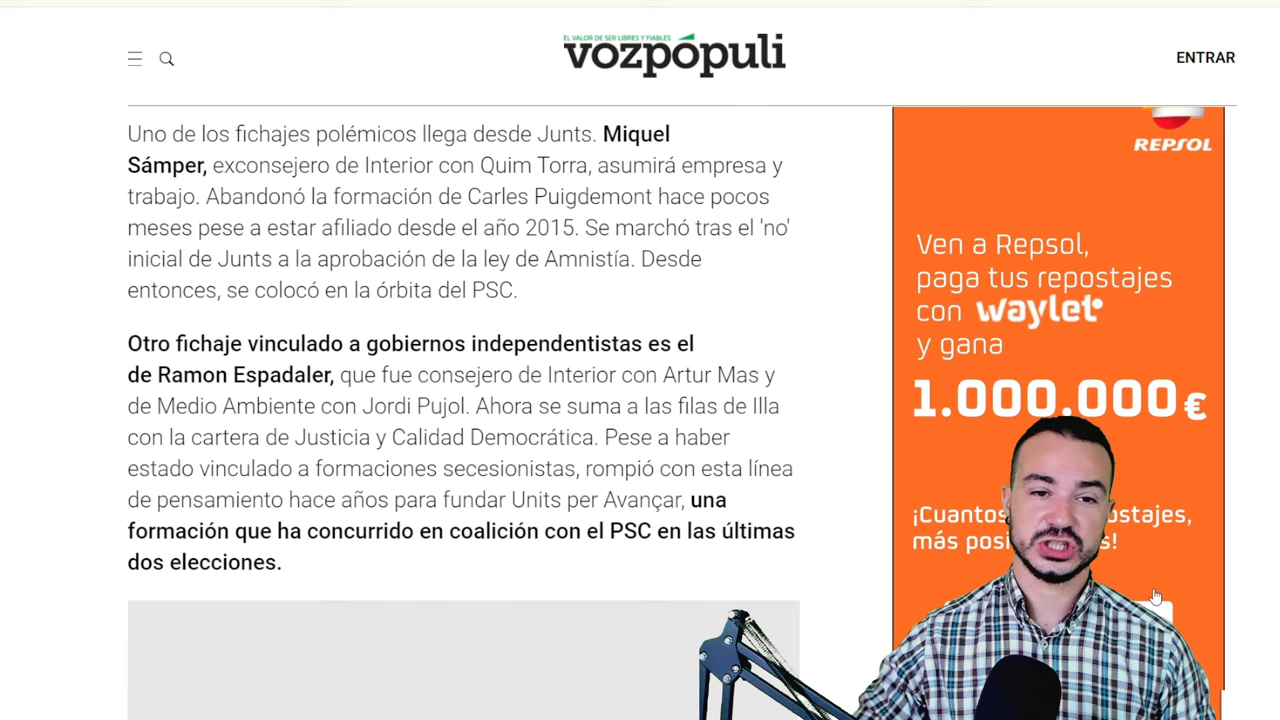 EL VALOR DE SER LIBRES Y FIABLES
vozpópuli
ENTRAR
Uno de los fichajes polémicos llega desde Junts. Miquel
Sámper, exconsejero de Interior con Quim Torra, asumirá empresa y
trabajo. Abandonó la formación de Carles Puigdemont hace pocos
meses pese a estar afiliado desde el año 2015. Se marchó tras el 'no'
inicial de Junts a la aprobación de la ley de Amnistía. Desde
entonces, se colocó en la órbita del PSC.
Otro fichaje vinculado a gobiernos independentistas es el
de Ramon Espadaler, que fue consejero de Interior con Artur Mas y
de Medio Ambiente con Jordi Pujol. Ahora se suma a las filas de Illa
con la cartera de Justicia y Calidad Democrática. Pese a haber
estado vinculado a formaciones secesionistas, rompió con esta línea
de pensamiento hace años para fundar Units per Avançar, una
formación que ha concurrido en coalición con el PSC en las últimas
dos elecciones.
REPSOL
Ven a Repsol,
paga tus repostajes
con waylet
y gana
1.000.000€
¡Cuantos
más